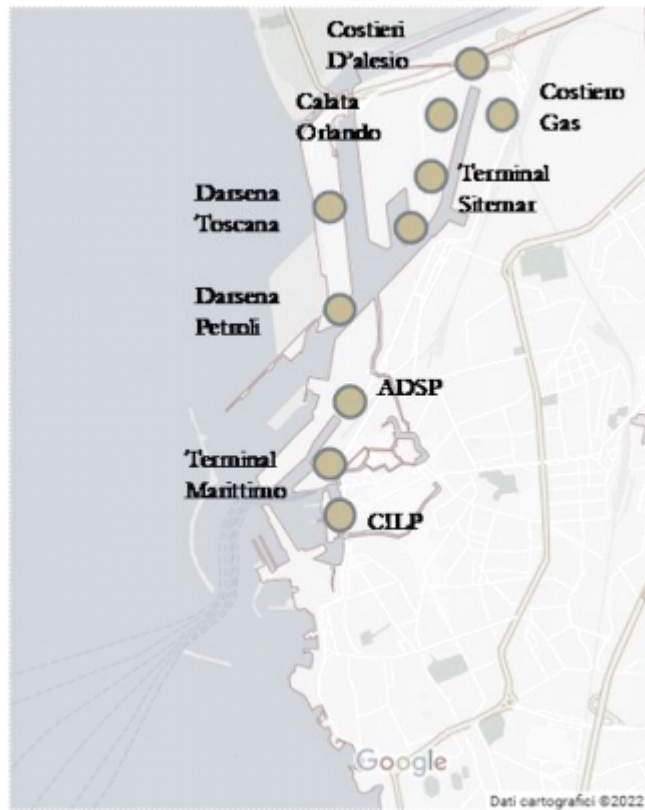 Costieri
D'alesio
Calata
Orlando
Costiero
Gas
Terminal
Sitemar
Darsena
Toscana
Darsena
Petroli
ADSP
Terminal
Marittimo
CILP
Google
Dati cartografici ©2022